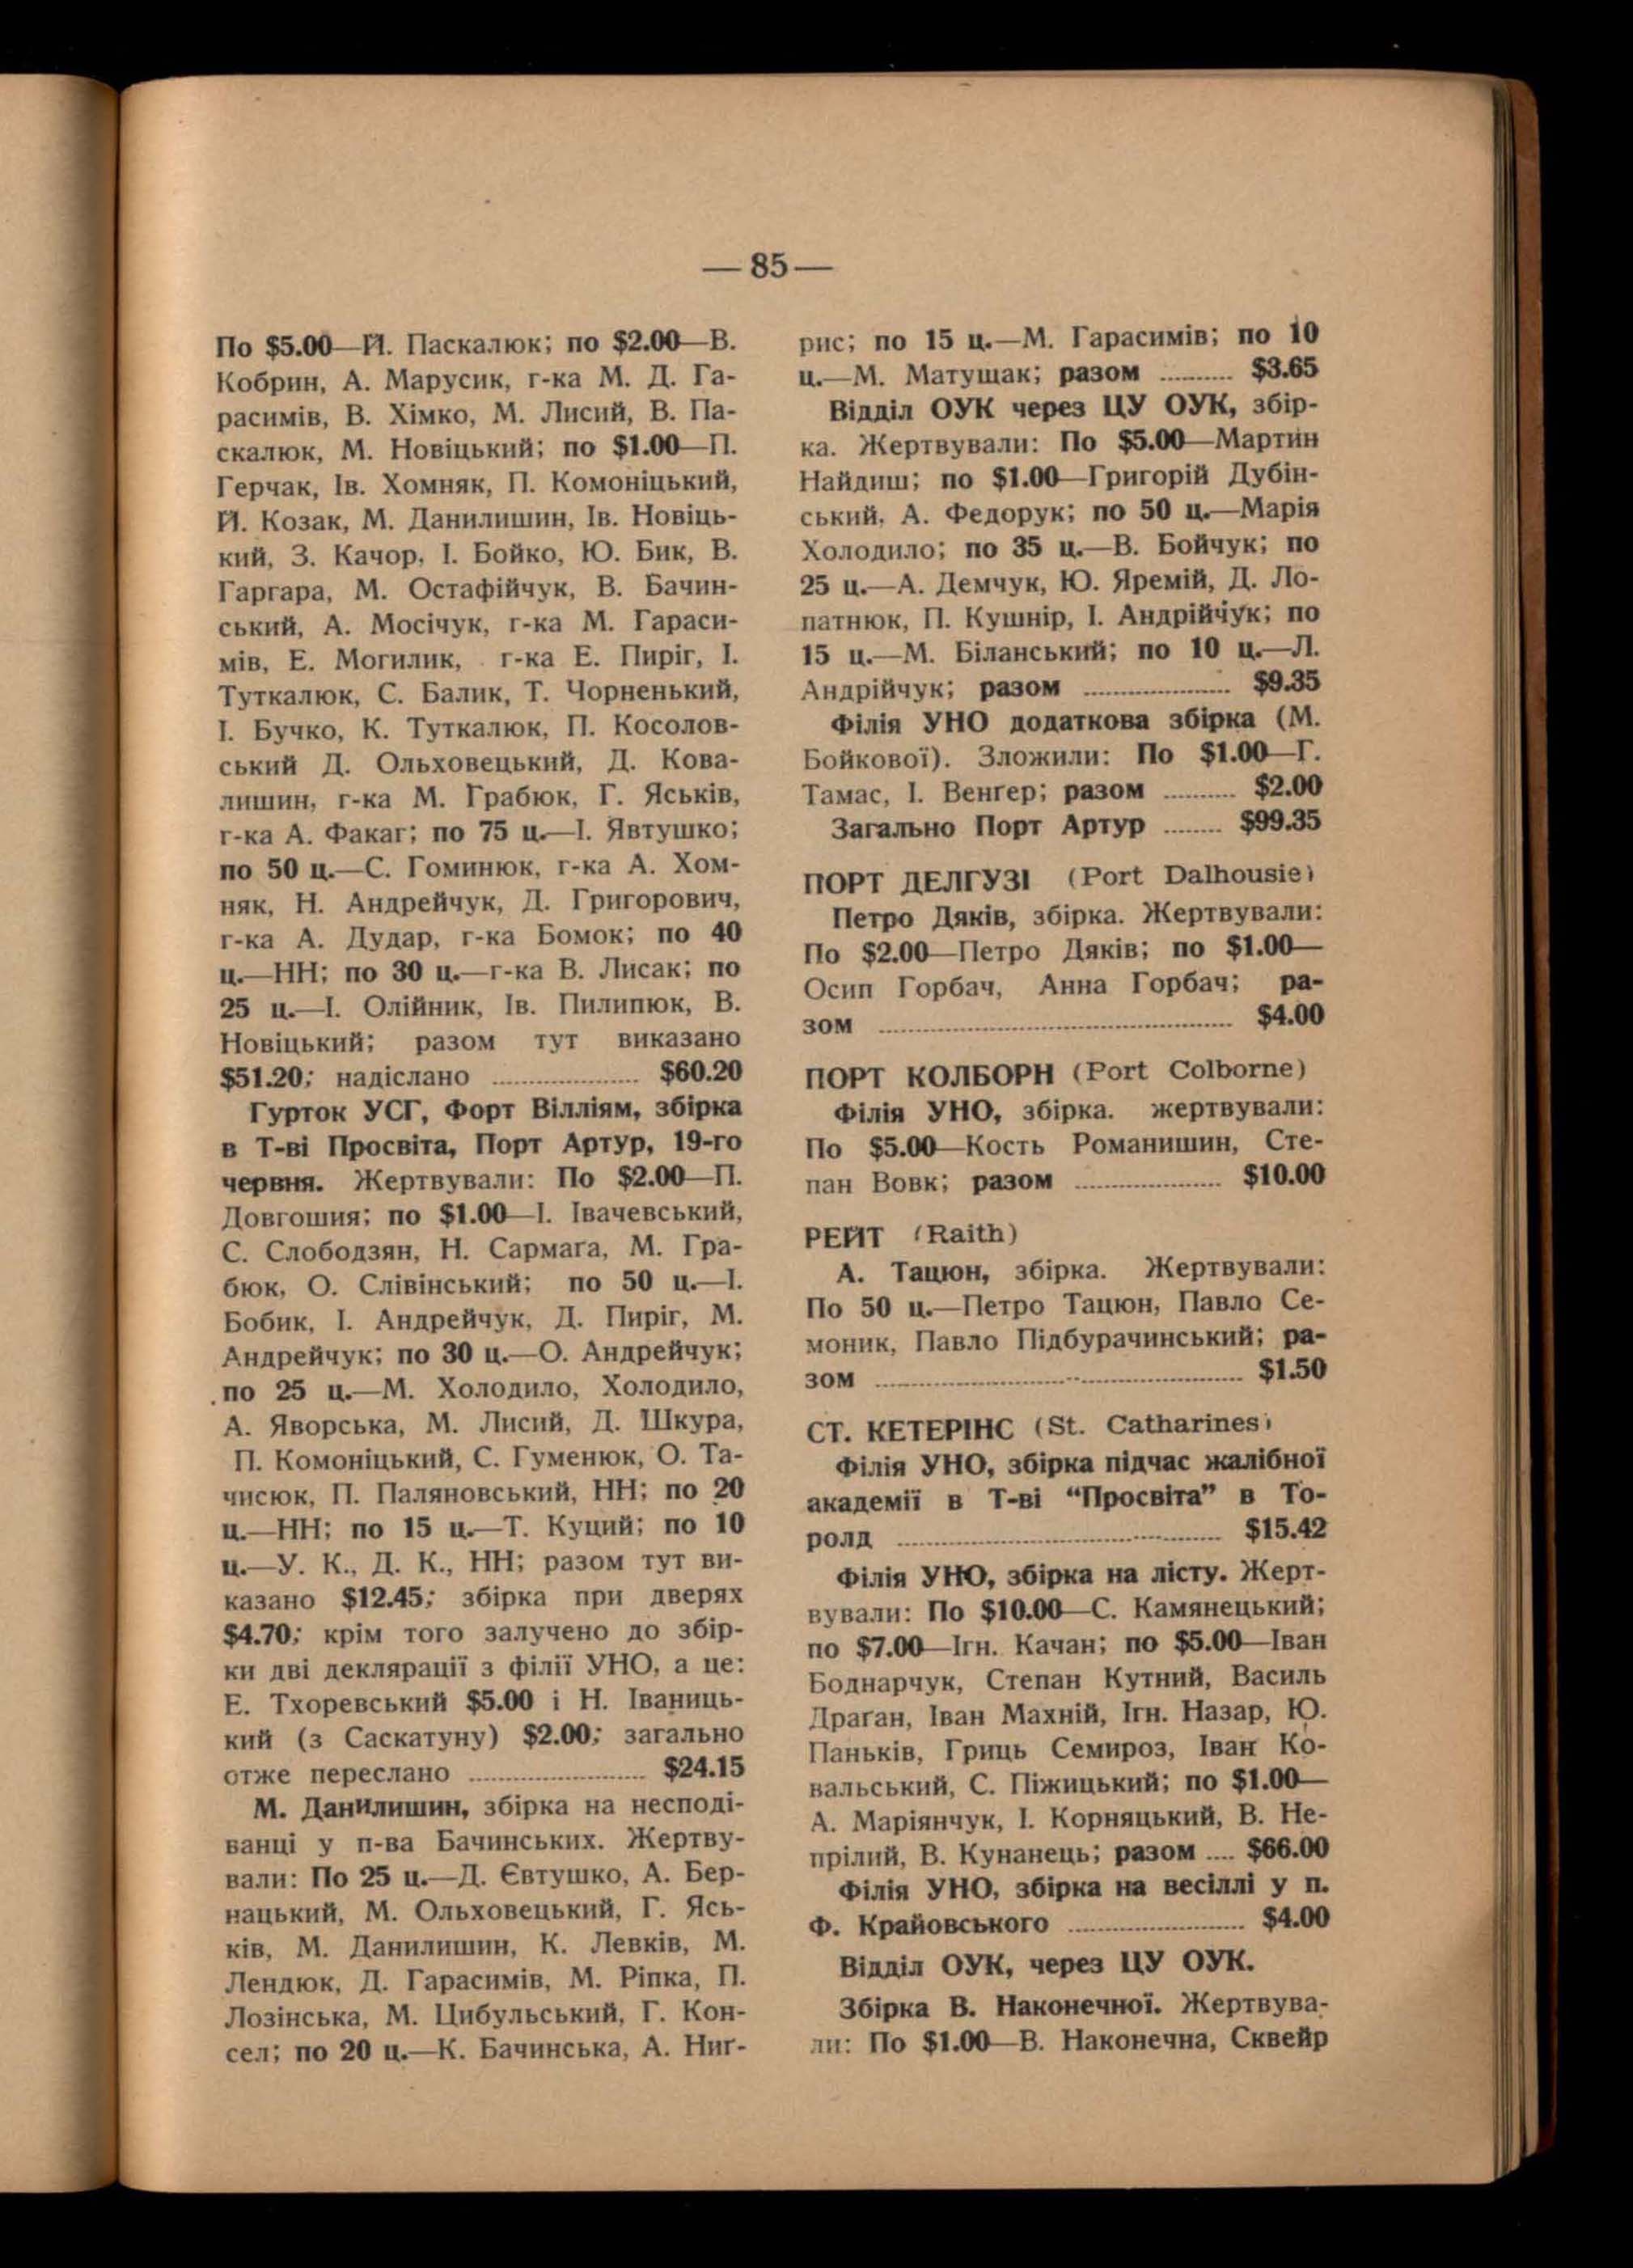 — 85 —
По $5.00—Й. Паскалюк; по $2.00—В.
Кобрин, А. Марусик, г-ка М. Д. Га-
расимів, В. Хімко, М. Лисий, В. Па-
скалюк, М. Новіцький; по $1.00—П.
Герчак, Ів. Хомняк, П. Комоніцький,
Й. Козак, М. Данилишин, Ів. Новіць-
кий, З. Качор, І. Бойко, Ю. Бик, В.
Гаргара, М. Остафійчук, В. Бачин-
ський, А. Мосічук, г-ка М. Гараси-
мів, Е. Могилик, г-ка Е. Пиріг, І.
Туткалюк, С. Балик, Т. Чорненький,
І. Бучко, К. Туткалюк, П. Косолов-
ський Д. Ольховецький, Д. Кова-
лишин, г-ка М. Грабюк, Г. Яськів,
г-ка А. Факаг; по 75 ц.—І. Явтушко;
по 50 ц.—С. Гоминюк, г-ка А. Хом-
няк, Н. Андрейчук, Д. Григорович,
г-ка А. Дудар, г-ка Бомок; по 40
ц.—НН; по 30 ц.—г-ка В. Лисак; по
25 ц.—І. Олійник, Ів. Пилипюк, В.
Новіцький; разом тут виказано
$51.20; надіслано .......... $60.20
Гурток УСГ, Форт Вілліям, збірка
в Т-ві Просвіта, Порт Артур, 19-го
червня. Жертвували: По $2.00—П.
Довгошия; по $1.00—І. Івачевський,
С. Слободзян, Н. Сармаґа, М. Гра-
бюк, О. Слівінський; по 50 ц.—І.
Бобик, І. Андрейчук, Д. Пиріг, М.
Андрейчук; по 30 ц.—О. Андрейчук;
по 25 ц.—М. Холодило, Холодило,
А. Яворська, М. Лисий, Д. Шкура,
П. Комоніцький, С. Гуменюк, О. Та-
чисюк, П. Паляновський, НН; по 20
ц.—НН; по 15 ц.—Т. Куций; по 10
ц.—У. К., Д. К., НН; разом тут ви-
казано $12.45; збірка при дверях
$4.70; крім того залучено до збір-
ки дві деклярації з філії УНО, а це:
Е. Тхоревський $5.00 і Н. Іваниць-
кий (з Саскатуну) $2.00; загально
отже переслано .......... $24.15
М. Данилишин, збірка на несподі-
ванці у п-ва Бачинських. Жертву-
вали: По 25 ц.—Д. Євтушко, А. Бер-
нацький, М. Ольховецький, Г. Ясь-
ків, М. Данилишин, К. Левків, М.
Лендюк, Д. Гарасимів, М. Ріпка, П.
Лозінська, М. Цибульський, Г. Кон-
сел; по 20 ц.—К. Бачинська, А. Ниґ-
рис; по 15 ц.—М. Гарасимів; по 10
ц.—М. Матушак; разом .......... $3.65
Відділ ОУК через ЦУ ОУК, збір-
ка. Жертвували: По $5.00—Мартин
Найдиш; по $1.00—Григорій Дубін-
ський, А. Федорук; по 50 ц.—Марія
Холодило; по 35 ц.—В. Бойчук; по
25 ц.—А. Демчук, Ю. Яремій, Д. Ло-
патнюк, П. Кушнір, І. Андрійчук; по
15 ц.—М. Біланський; по 10 ц.—Л.
Андрійчук; разом .......... $9.35
Філія УНО додаткова збірка (М.
Бойкової). Зложили: По $1.00—Г.
Тамас, І. Венґер; разом .......... $2.00
Загально Порт Артур ........ $99.35
ПОРТ ДЕЛГУЗІ (Port Dalhousie)
Петро Дяків, збірка. Жертвували:
По $2.00—Петро Дяків; по $1.00—
Осип Горбач, Анна Горбач; ра-
зом .......... $4.00
ПОРТ КОЛБОРН (Port Colborne)
Філія УНО, збірка. жертвували:
По $5.00—Кость Романишин, Сте-
пан Вовк; разом .......... $10.00
РЕЙТ (Raith)
А. Тацюн, збірка. Жертвували:
По 50 ц.—Петро Тацюн, Павло Се-
моник, Павло Підбурачинський; ра-
зом .......... $1.50
СТ. КЕТЕРІНС (St. Catharines)
Філія УНО, збірка підчас жалібної
академії в Т-ві “Просвіта” в То-
ролд .......... $15.42
Філія УНО, збірка на лісту. Жерт-
вували: По $10.00—С. Камянецький;
по $7.00—Ігн. Качан; по $5.00—Іван
Боднарчук, Степан Кутний, Василь
Драґан, Іван Махній, Ігн. Назар, Ю.
Паньків, Гриць Семироз, Іван Ко-
вальський, С. Піжицький; по $1.00—
А. Маріянчук, І. Корняцький, В. Не-
прілий, В. Кунанець; разом .... $66.00
Філія УНО, збірка на весіллі у п.
Ф. Крайовського .......... $4.00
Відділ ОУК, через ЦУ ОУК.
Збірка В. Наконечної. Жертвува-
ли: По $1.00—В. Наконечна, Сквейр